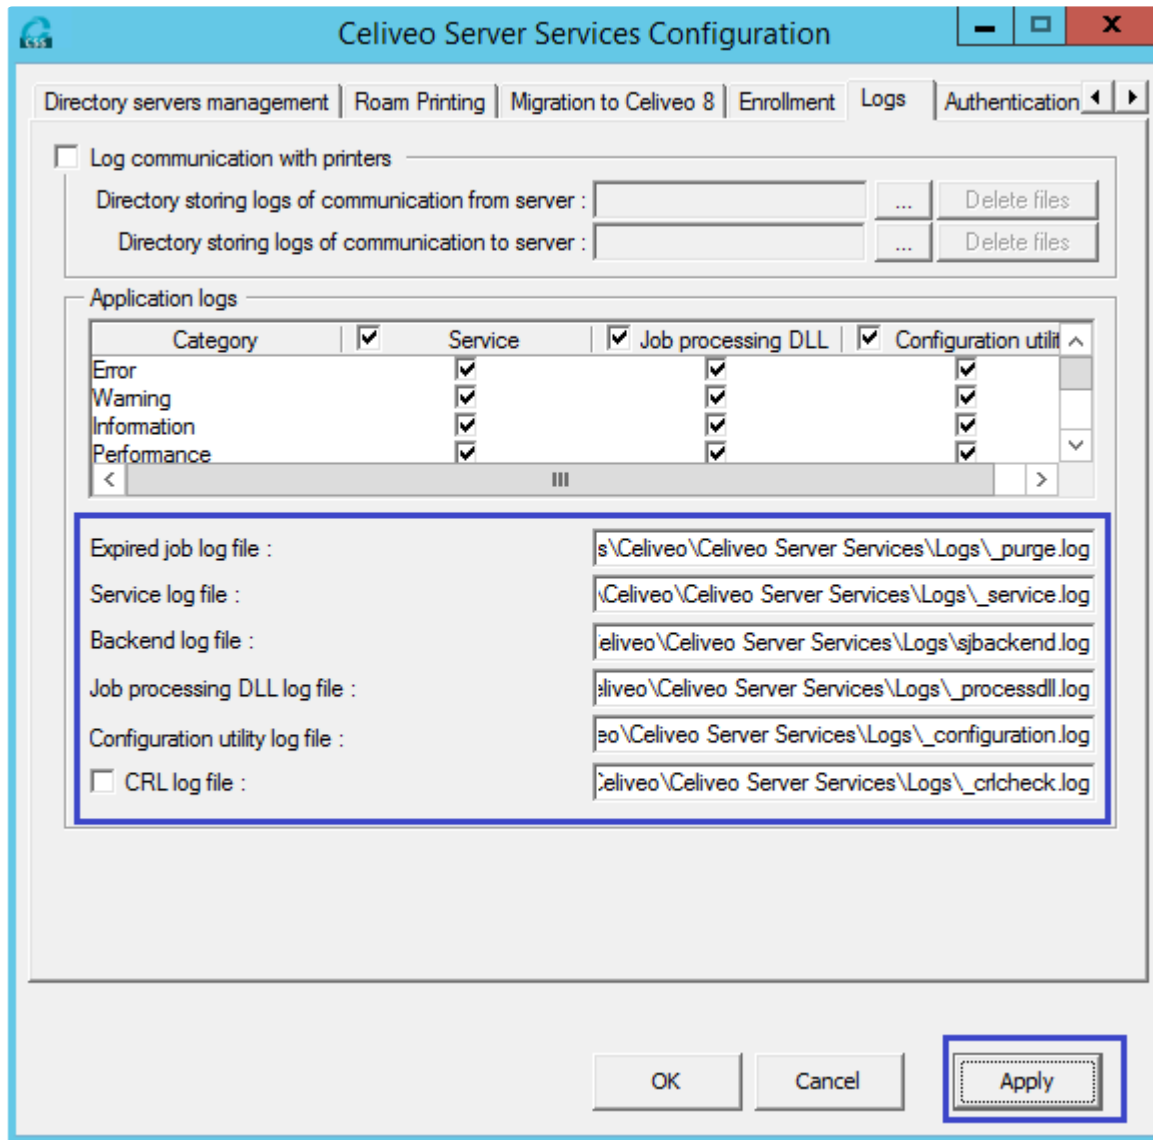 CSS
Celiveo Server Services Configuration
Directory servers management Roam Printing Migration to Celiveo 8 Enrollment Logs Authentication
Log communication with printers
Directory storing logs of communication from server : ... Delete files
Directory storing logs of communication to server : ... Delete files
Application logs
Category Service Job processing DLL Configuration utilit
Error
Warning
Information
Performance
Expired job log file : s\Celiveo\Celiveo Server Services\Logs\_purge.log
Service log file : \Celiveo\Celiveo Server Services\Logs\_service.log
Backend log file : eliveo\Celiveo Server Services\Logs\sjbackend.log
Job processing DLL log file : eliveo\Celiveo Server Services\Logs\_processdll.log
Configuration utility log file : eo\Celiveo Server Services\Logs\_configuration.log
CRL log file : Celiveo\Celiveo Server Services\Logs\_crlcheck.log
OK Cancel Apply